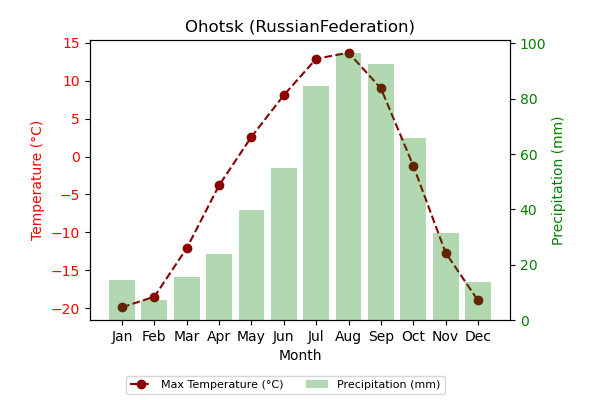 Ohotsk (RussianFederation)
15
10
5
0
−5
−10
−15
−20
Temperature (°C)
100
80
60
40
20
0
Precipitation (mm)
Jan Feb Mar Apr May Jun Jul Aug Sep Oct Nov Dec
Month
Max Temperature (°C) Precipitation (mm)